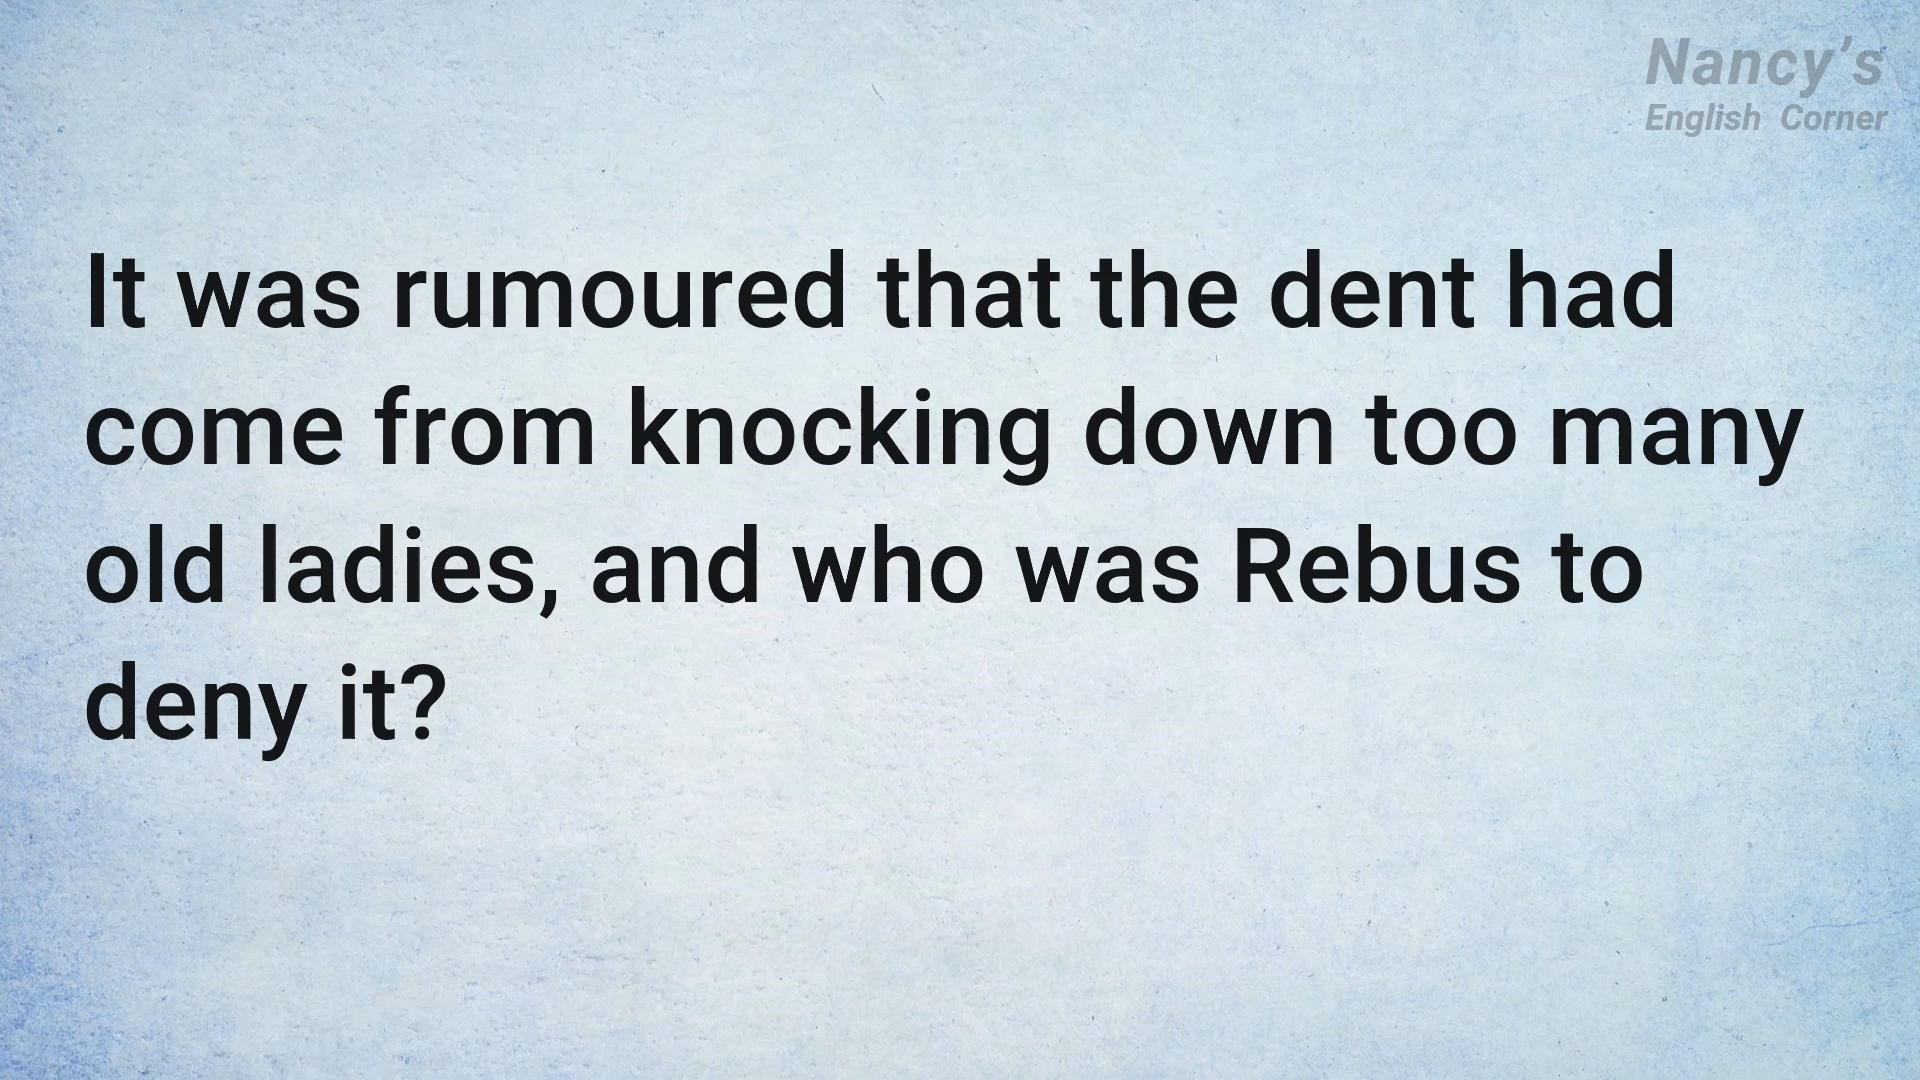 Nancy’s
English Corner
It was rumoured that the dent had
come from knocking down too many
old ladies, and who was Rebus to
deny it?